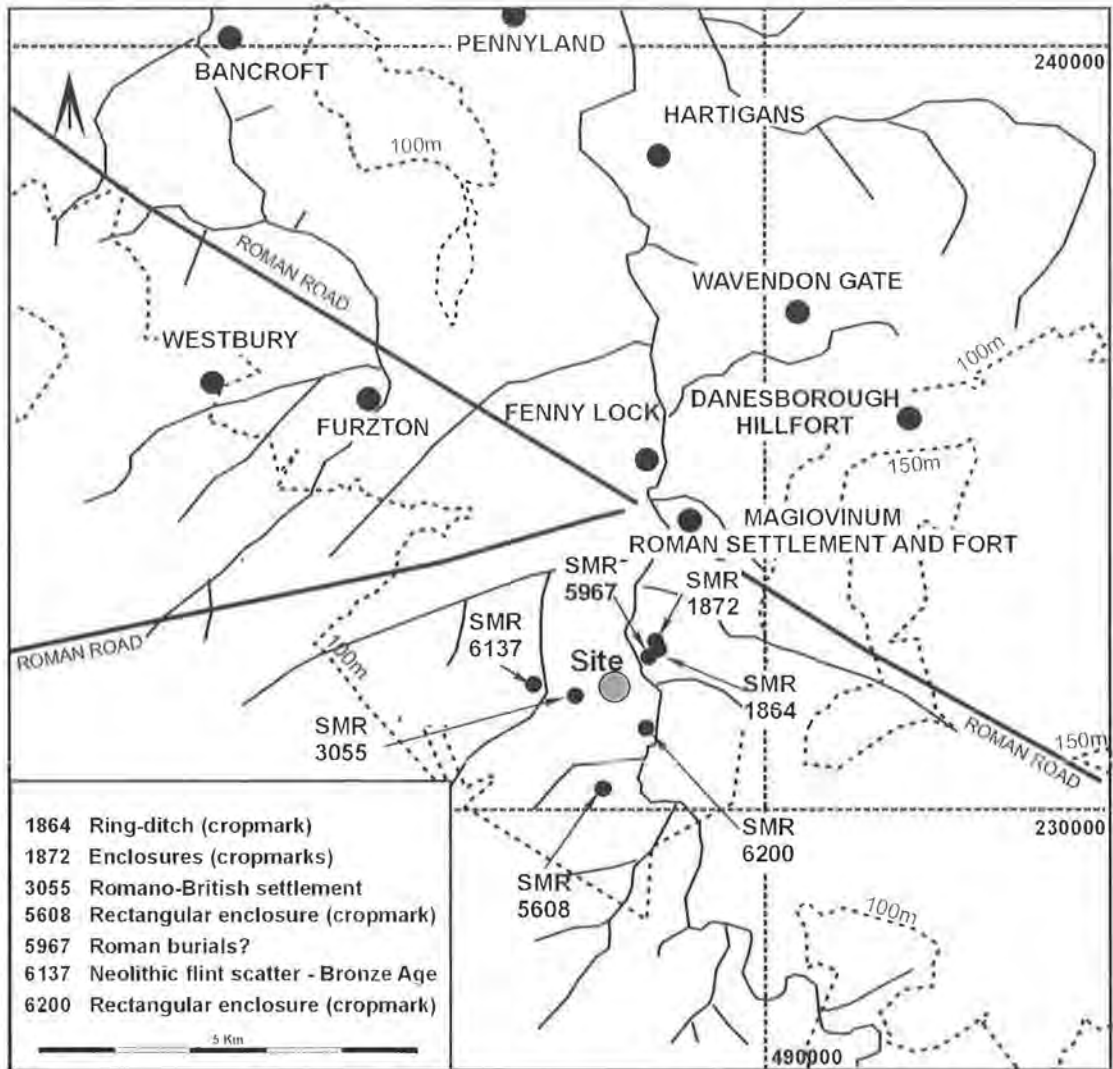 PENNYLAND
240000
BANCROFT
HARTIGANS
100m
ROMAN ROAD
WAVENDON GATE
WESTBURY
100m
FURZTON
FENNY LOCK
DANESBOROUGH
HILLFORT
150m
MAGIOVINUM
ROMAN SETTLEMENT AND FORT
SMR
5967
SMR
1872
SMR
6137
ROMAN ROAD
100m
Site
SMR
1864
SMR
3055
ROMAN ROAD
150m
230000
SMR
6200
SMR
5608
100m
490000
1864 Ring-ditch (cropmark)
1872 Enclosures (cropmarks)
3055 Romano-British settlement
5608 Rectangular enclosure (cropmark)
5967 Roman burials?
6137 Neolithic flint scatter - Bronze Age
6200 Rectangular enclosure (cropmark)
5 Km